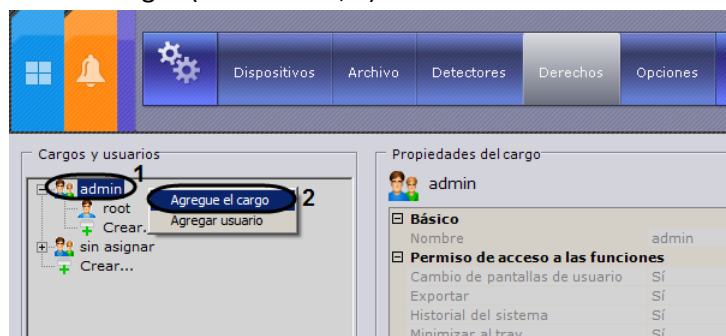 Dispositivos Archivo Detectores Derechos Opciones
Cargos y usuarios
1
admin
Agregue el cargo 2
root
Agregar usuario
Crear...
sin asignar
Crear...
Propiedades del cargo
admin
Básico
Nombre admin
Permiso de acceso a las funciones
Cambio de pantallas de usuario Sí
Exportar Sí
Historial del sistema Sí
Minimizar al tray Sí